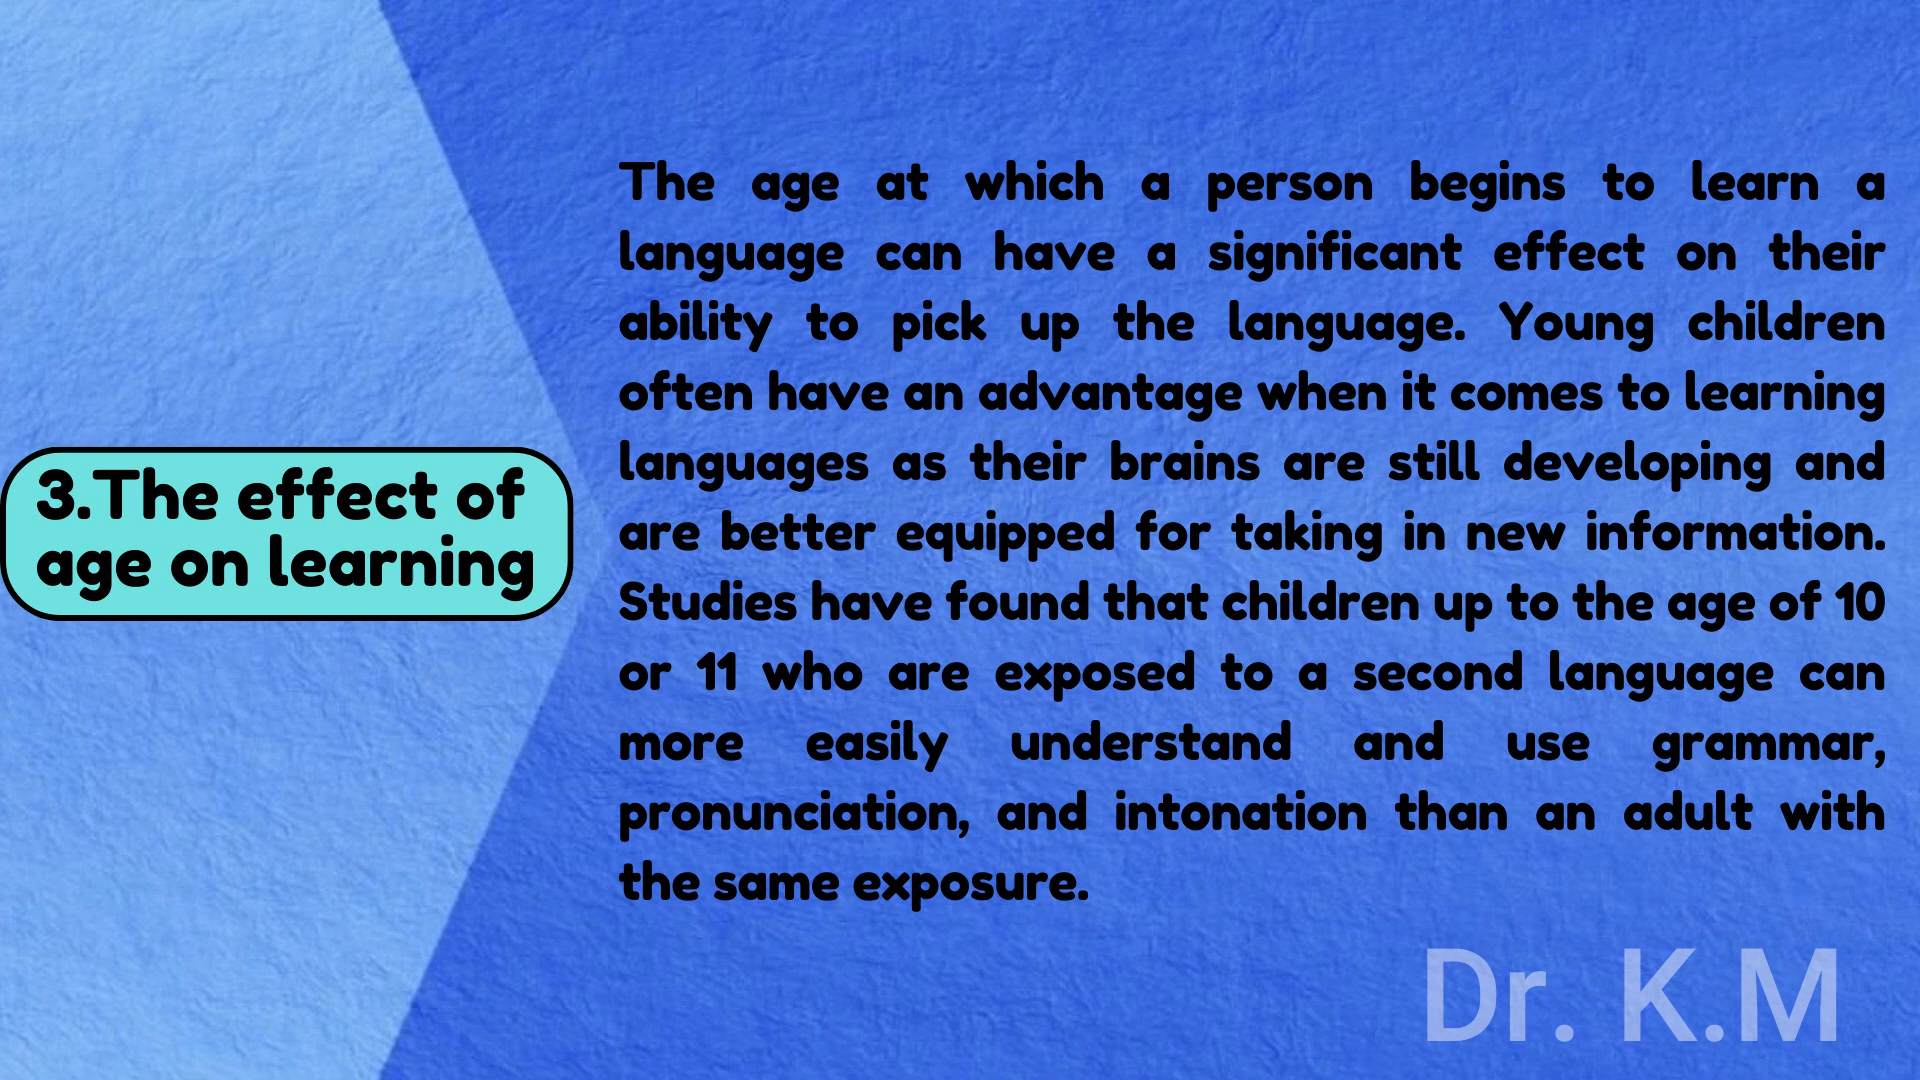 3.The effect of
age on learning
The age at which a person begins to learn a
language can have a significant effect on their
ability to pick up the language. Young children
often have an advantage when it comes to learning
languages as their brains are still developing and
are better equipped for taking in new information.
Studies have found that children up to the age of 10
or 11 who are exposed to a second language can
more easily understand and use grammar,
pronunciation, and intonation than an adult with
the same exposure.
Dr. K.M